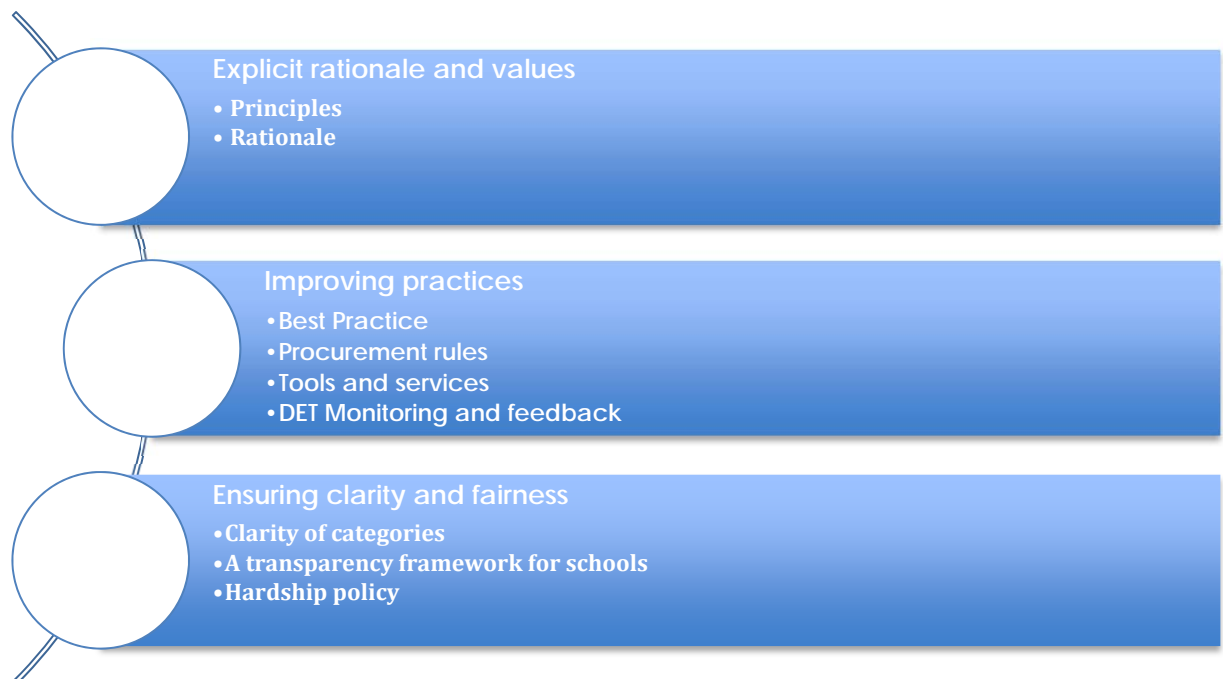 Explicit rationale and values
• Principles
• Rationale
Improving practices
•Best Practice
•Procurement rules
•Tools and services
•DET Monitoring and feedback
Ensuring clarity and fairness
•Clarity of categories
•A transparency framework for schools
•Hardship policy